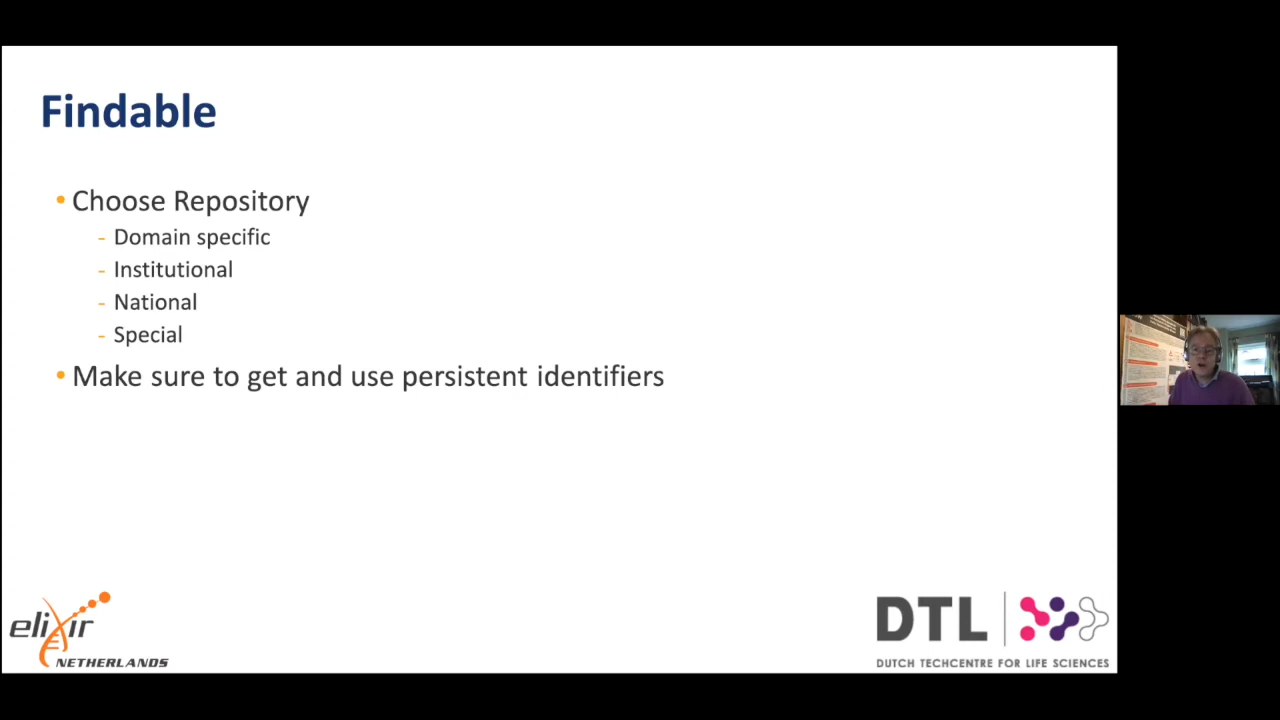 Findable
• Choose Repository
- Domain specific
- Institutional
- National
- Special
• Make sure to get and use persistent identifiers
elixir
NETHERLANDS
DTL
DUTCH TECHCENTRE FOR LIFE SCIENCES